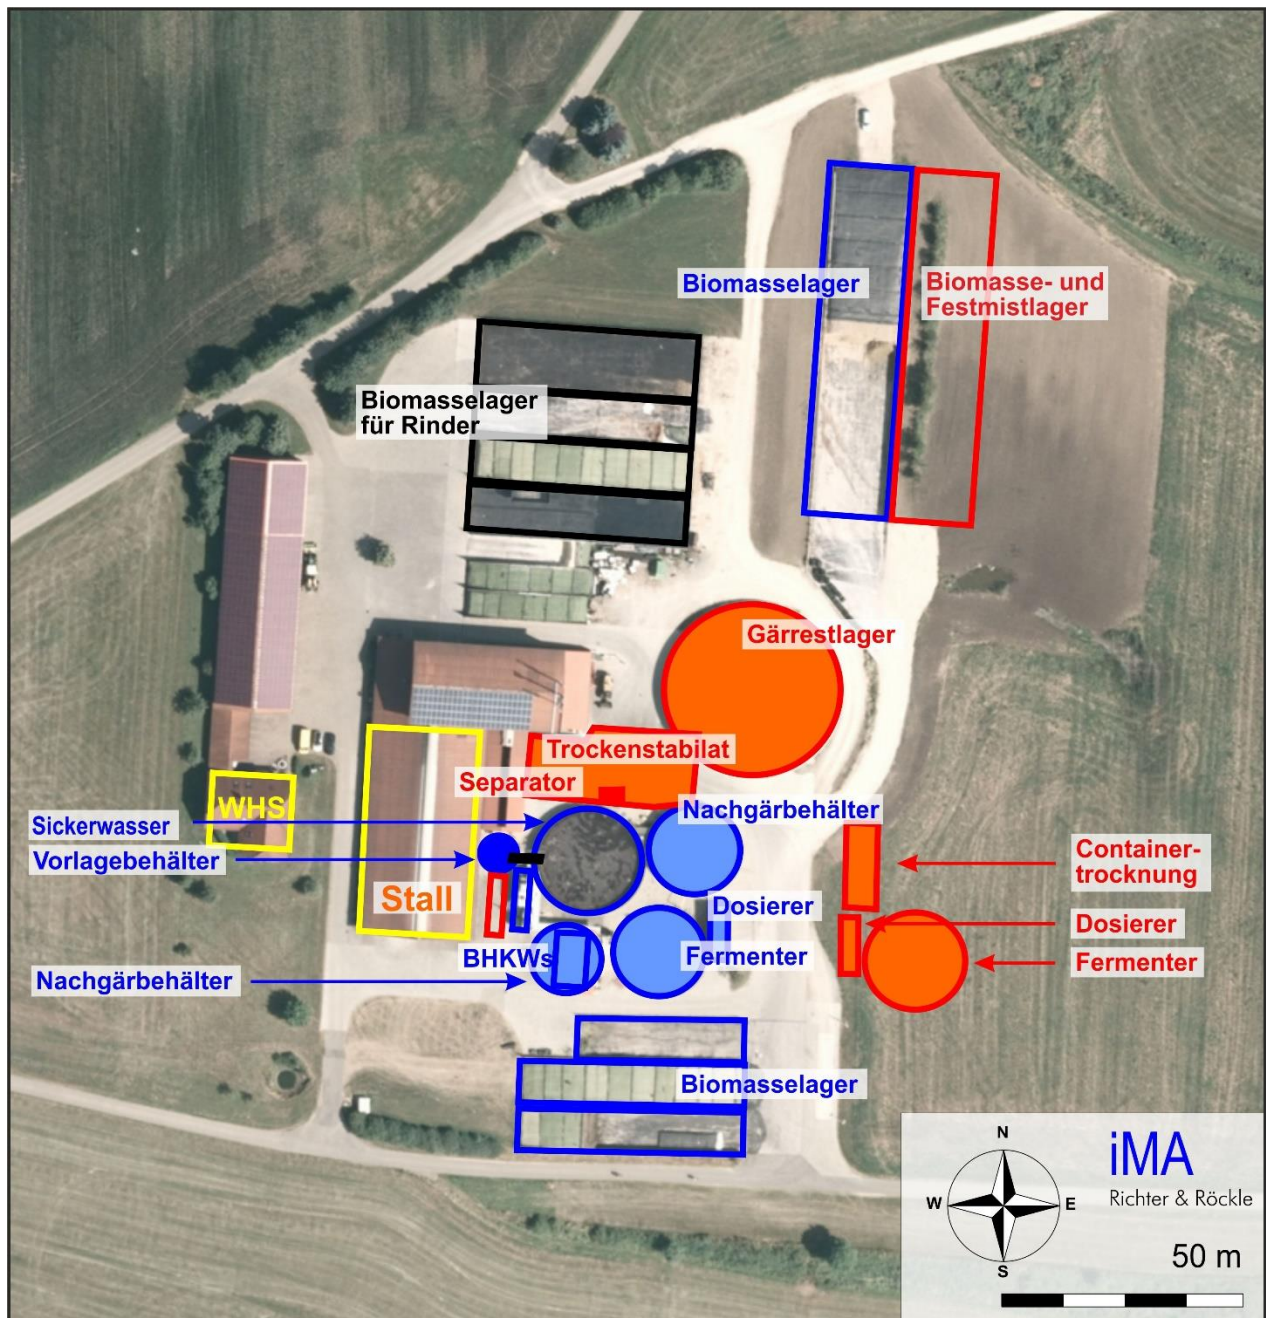 Biomasselager
Biomasse- und
Festmistlager
Biomasselager
für Rinder
Gärrestlager
Trockenstabilat
Separator
WHS
Nachgärbehälter
Sickerwasser
Vorlagebehälter
Container-
trocknung
Stall
Dosierer
Dosierer
BHKWs
Fermenter
Fermenter
Nachgärbehälter
Biomasselager
N
W
E
S
iMA
Richter & Röckle
50 m